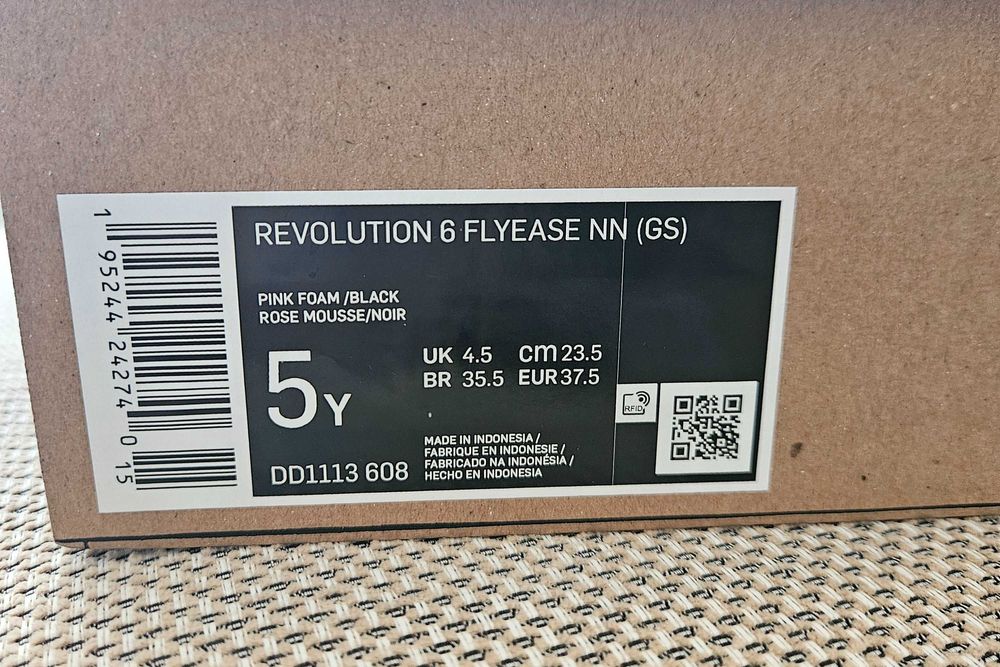 REVOLUTION 6 FLYEASE NN (GS)
PINK FOAM /BLACK
ROSE MOUSSE/NOIR
5Y
UK 4.5 cm 23.5
BR 35.5 EUR 37.5
RFID
DD1113 608
MADE IN INDONESIA /
FABRIQUE EN INDONESIE /
FABRICADO NA INDONÉSIA /
HECHO EN INDONESIA
1 95244 24274 0 15